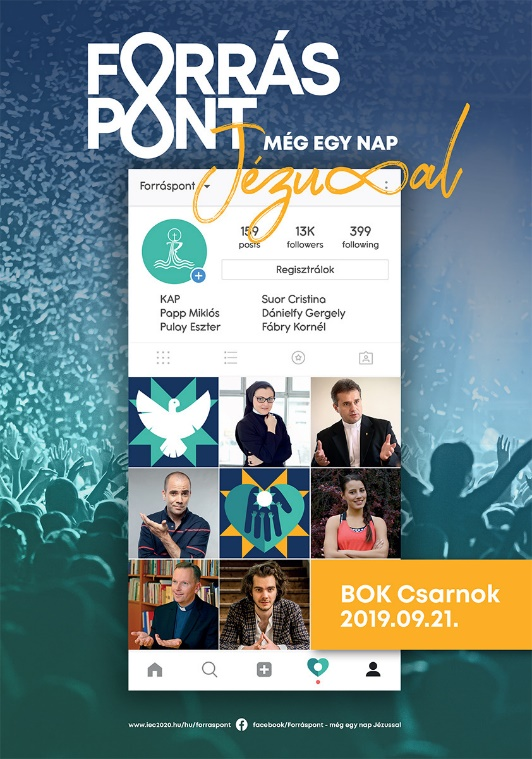 FORRÁS
PONT
MÉG EGY NAP
Jézussal
Forráspont
159 13K 399
posts followers following
Regisztrálok
KAP Suor Cristina
Papp Miklós Dánielfy Gergely
Pulay Eszter Fábry Kornél
BOK Csarnok
2019.09.21.
www.iec2020.hu/hu/forraspont facebook/Forráspont - még egy nap Jézussal